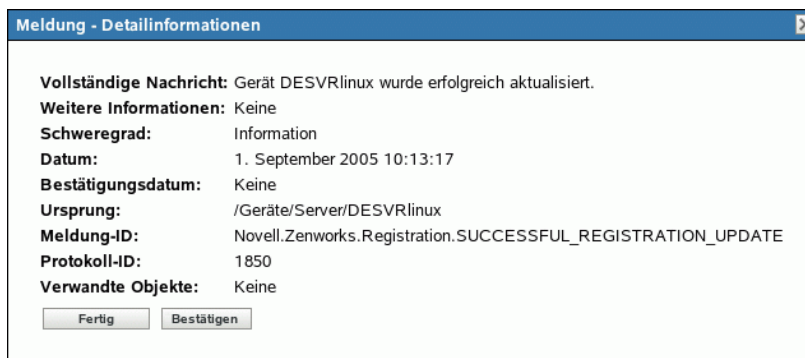 Meldung - Detailinformationen
Vollständige Nachricht: Gerät DESVRlinux wurde erfolgreich aktualisiert.
Weitere Informationen: Keine
Schweregrad: Information
Datum: 1. September 2005 10:13:17
Bestätigungsdatum: Keine
Ursprung: /Geräte/Server/DESVRlinux
Meldung-ID: Novell.Zenworks.Registration.SUCCESSFUL_REGISTRATION_UPDATE
Protokoll-ID: 1850
Verwandte Objekte: Keine
Fertig Bestätigen